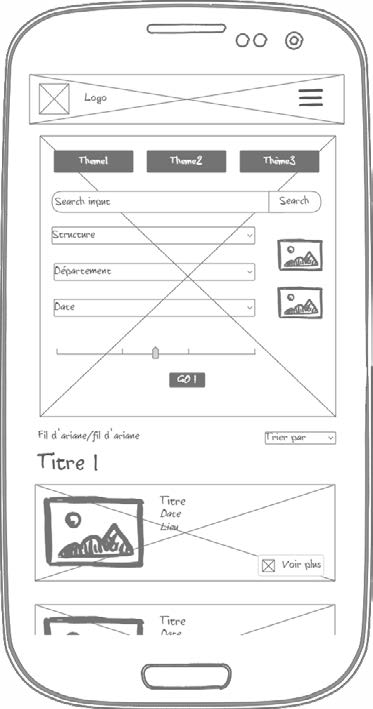 Logo
Theme1 Theme2 Thème3
Search input Search
Structure
Département
Date
GO !
Fil d'ariane/fil d'ariane Trier par
Titre 1
Titre
Date
Lieu
Voir plus
Titre
Date